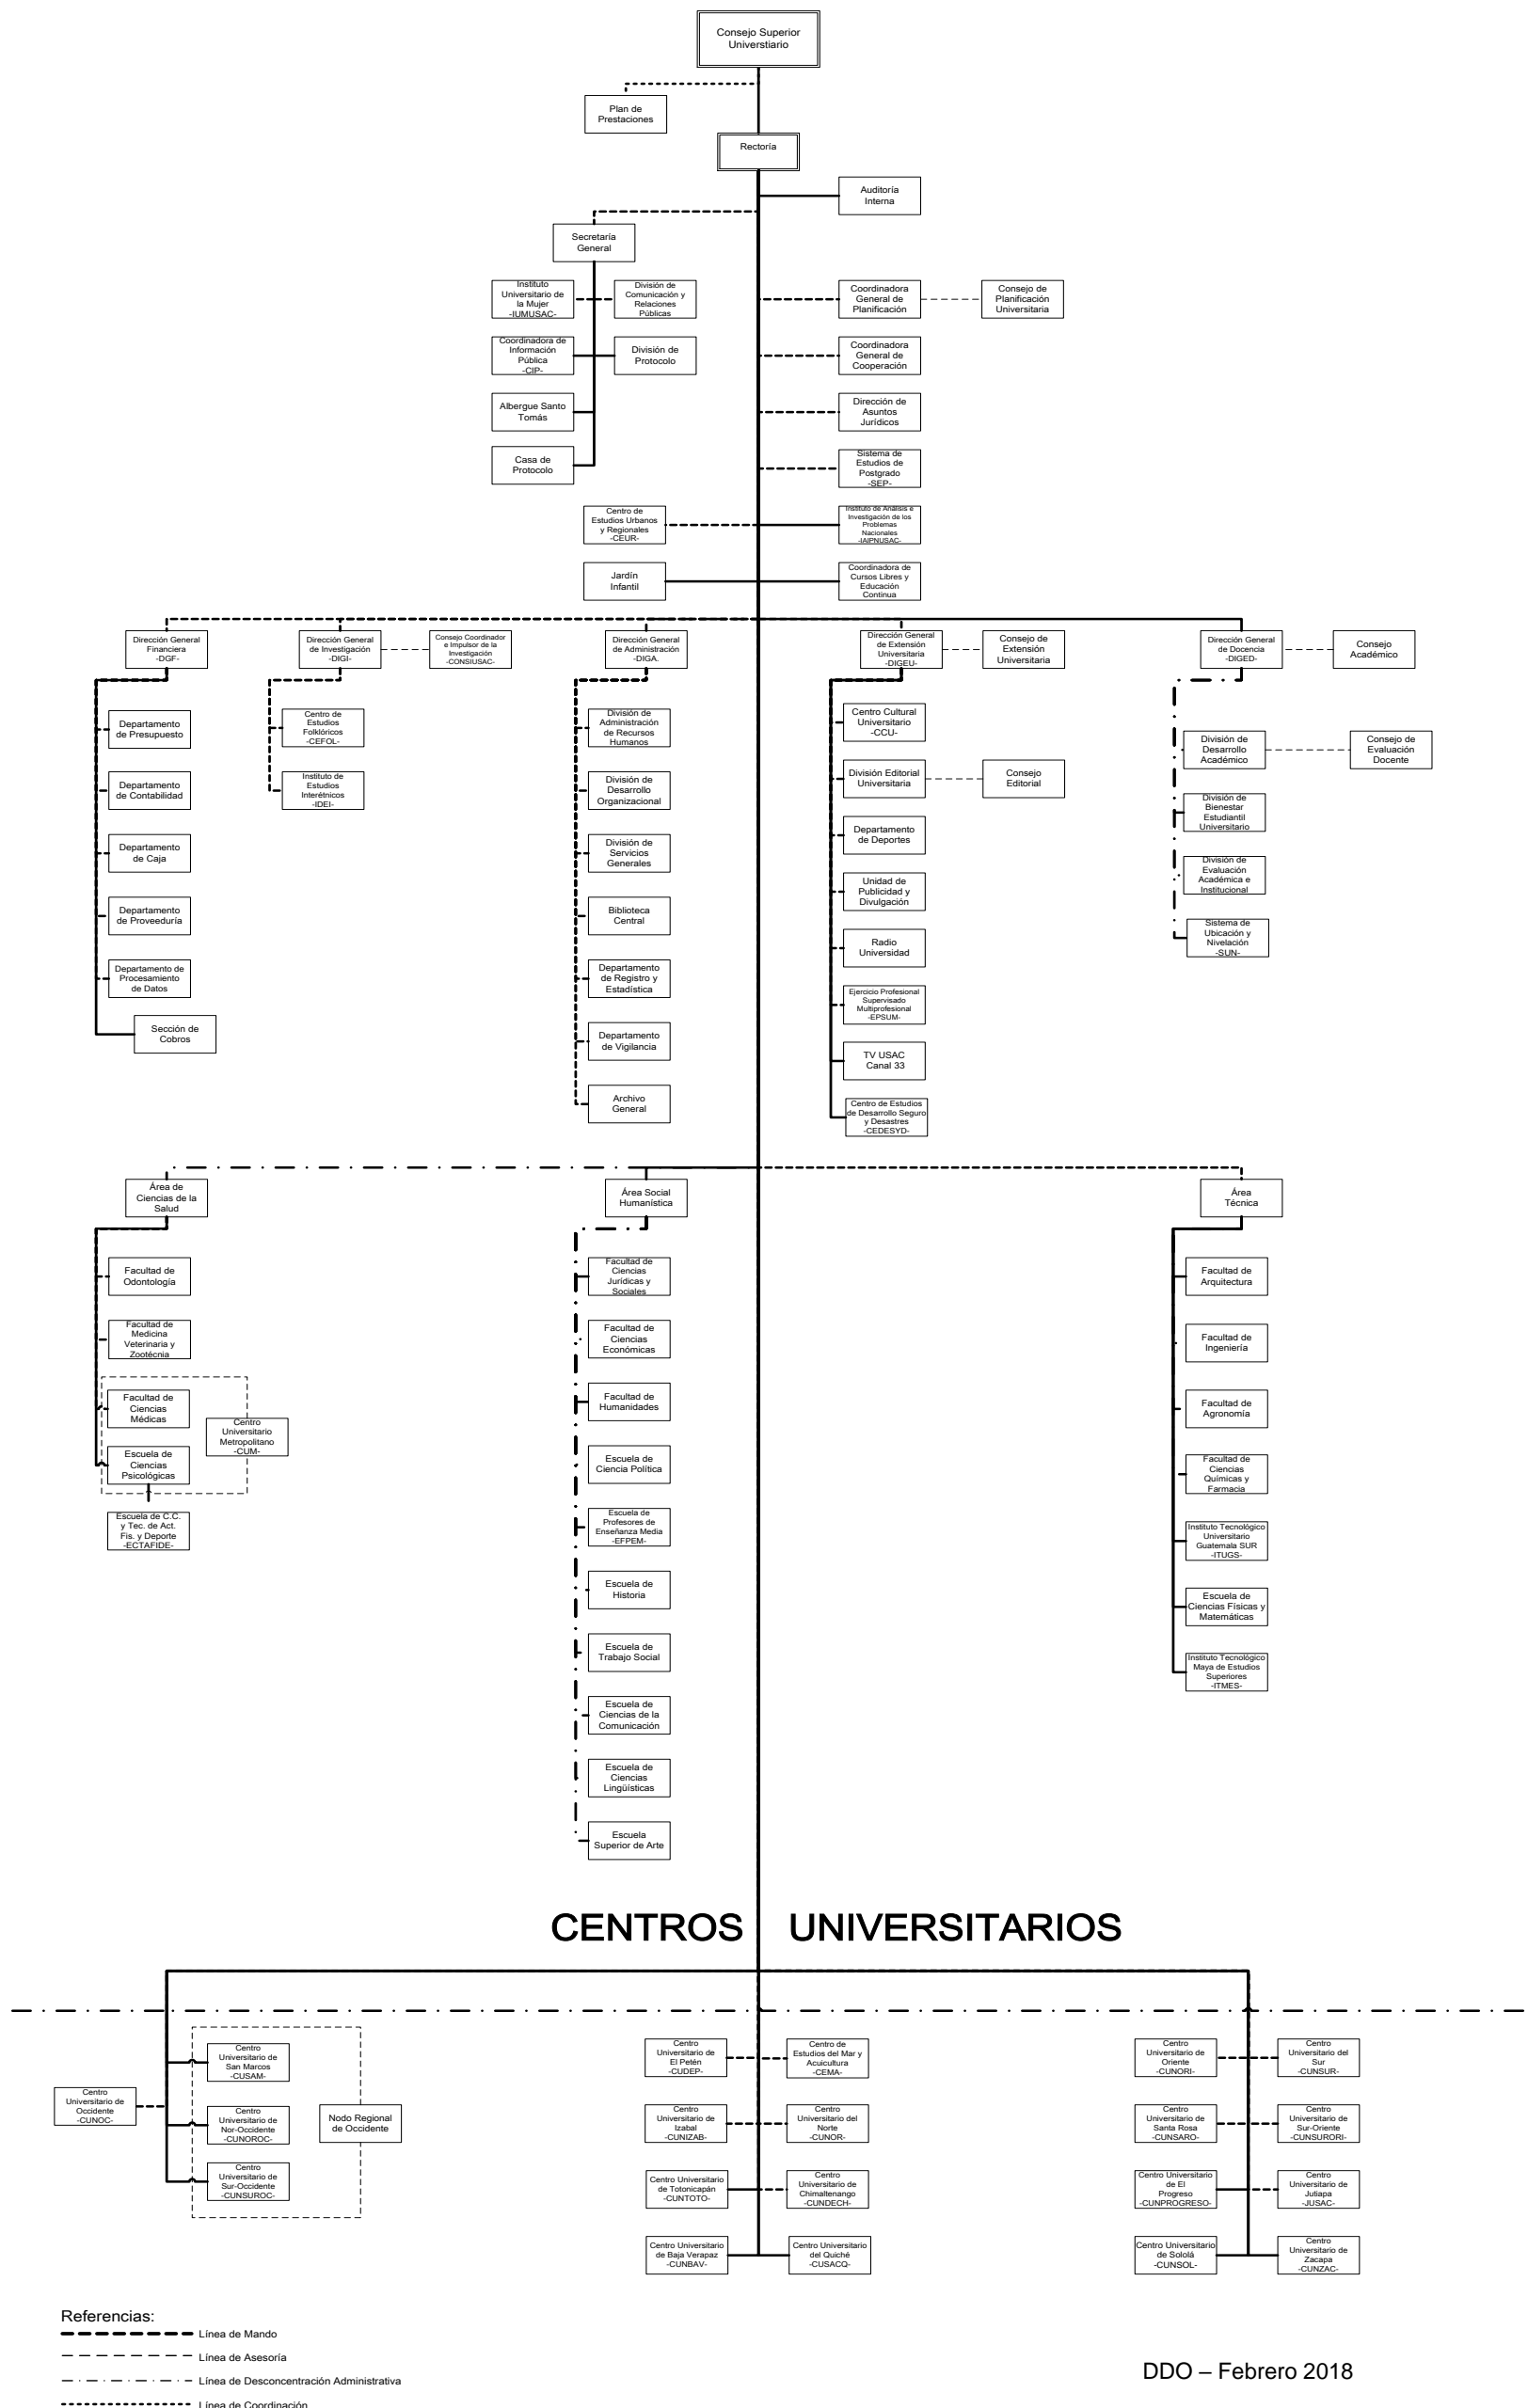 Consejo Superior
Universtiario
Plan de
Prestaciones
Rectoría
Auditoría
Interna
Secretaría
General
Instituto
Universitario de
la Mujer
-IUMUSAC-
División de
Comunicación y
Relaciones
Públicas
Coordinadora
General de
Planificación
Consejo de
Planificación
Universitaria
Coordinadora de
Información
Pública
-CIP-
División de
Protocolo
Coordinadora
General de
Cooperación
Albergue Santo
Tomás
Dirección de
Asuntos
Jurídicos
Casa de
Protocolo
Sistema de
Estudios de
Postgrado
-SEP-
Centro de
Estudios Urbanos
y Regionales
-CEUR-
Instituto de Análisis e
Investigación de los
Problemas
Nacionales
-IAIPNUSAC-
Jardín
Infantil
Coordinadora de
Cursos Libres y
Educación
Continua
Dirección General
Financiera
-DGF-
Dirección General
de Investigación
-DIGI-
Consejo Coordinador
e Impulsor de la
Investigación
-CONSIUSAC-
Dirección General
de Administración
-DIGA.
Dirección General
de Extensión
Universitaria
-DIGEU-
Consejo de
Extensión
Universitaria
Dirección General
de Docencia
-DIGED-
Consejo
Académico
Departamento
de Presupuesto
Departamento
de Contabilidad
Departamento
de Caja
Departamento
de Proveeduría
Departamento de
Procesamiento
de Datos
Sección de
Cobros
Centro de
Estudios
Folklóricos
-CEFOL-
Instituto de
Estudios
Interétnicos
-IDEI-
División de
Administración
de Recursos
Humanos
División de
Desarrollo
Organizacional
División de
Servicios
Generales
Biblioteca
Central
Departamento
de Registro y
Estadística
Departamento
de Vigilancia
Archivo
General
Centro Cultural
Universitario
-CCU-
División Editorial
Universitaria
Consejo
Editorial
Departamento
de Deportes
Unidad de
Publicidad y
Divulgación
Radio
Universidad
Ejercicio Profesional
Supervisado
Multiprofesional
-EPSUM-
TV USAC
Canal 33
Centro de Estudios
de Desarrollo Seguro
y Desastres
-CEDESYD-
División de
Desarrollo
Académico
Consejo de
Evaluación
Docente
División de
Bienestar
Estudiantil
Universitario
División de
Evaluación
Académica e
Institucional
Sistema de
Ubicación y
Nivelación
-SUN-
Área de
Ciencias de la
Salud
Área Social
Humanística
Área
Técnica
Facultad de
Odontología
Facultad de
Medicina
Veterinaria y
Zootécnia
Facultad de
Ciencias
Médicas
Centro
Universitario
Metropolitano
-CUM-
Escuela de
Ciencias
Psicológicas
Escuela de C.C.
y Tec. de Act.
Fis. y Deporte
-ECTAFIDE-
Facultad de
Ciencias
Jurídicas y
Sociales
Facultad de
Ciencias
Económicas
Facultad de
Humanidades
Escuela de
Ciencia Política
Escuela de
Profesores de
Enseñanza Media
-EFPEM-
Escuela de
Historia
Escuela de
Trabajo Social
Escuela de
Ciencias de la
Comunicación
Escuela de
Ciencias
Lingüísticas
Escuela
Superior de Arte
Facultad de
Arquitectura
Facultad de
Ingeniería
Facultad de
Agronomía
Facultad de
Ciencias
Químicas y
Farmacia
Instituto Tecnológico
Universitario
Guatemala SUR
-ITUGS-
Escuela de
Ciencias Físicas y
Matemáticas
Instituto Tecnológico
Maya de Estudios
Superiores
-ITMES-
CENTROS UNIVERSITARIOS
Centro
Universitario de
Occidente
-CUNOC-
Centro
Universitario de
San Marcos
-CUSAM-
Centro
Universitario de
Nor-Occidente
-CUNOROC-
Centro
Universitario de
Sur-Occidente
-CUNSUROC-
Nodo Regional
de Occidente
Centro
Universitario de
El Petén
-CUDEP-
Centro de
Estudios del Mar y
Acuicultura
-CEMA-
Centro
Universitario de
Izabal
-CUNIZAB-
Centro
Universitario del
Norte
-CUNOR-
Centro Universitario
de Totonicapán
-CUNTOTO-
Centro
Universitario de
Chimaltenango
-CUNDECH-
Centro Universitario
de Baja Verapaz
-CUNBAV-
Centro Universitario
del Quiché
-CUSACQ-
Centro
Universitario de
Oriente
-CUNORI-
Centro
Universitario del
Sur
-CUNSUR-
Centro
Universitario de
Santa Rosa
-CUNSARO-
Centro
Universitario de
Sur-Oriente
-CUNSURORI-
Centro Universitario
de El
Progreso
-CUNPROGRESO-
Centro
Universitario de
Jutiapa
-JUSAC-
Centro Universitario
de Sololá
-CUNSOL-
Centro
Universitario de
Zacapa
-CUNZAC-
Referencias:
Línea de Mando
Línea de Asesoría
Línea de Desconcentración Administrativa
Línea de Coordinación
DDO – Febrero 2018